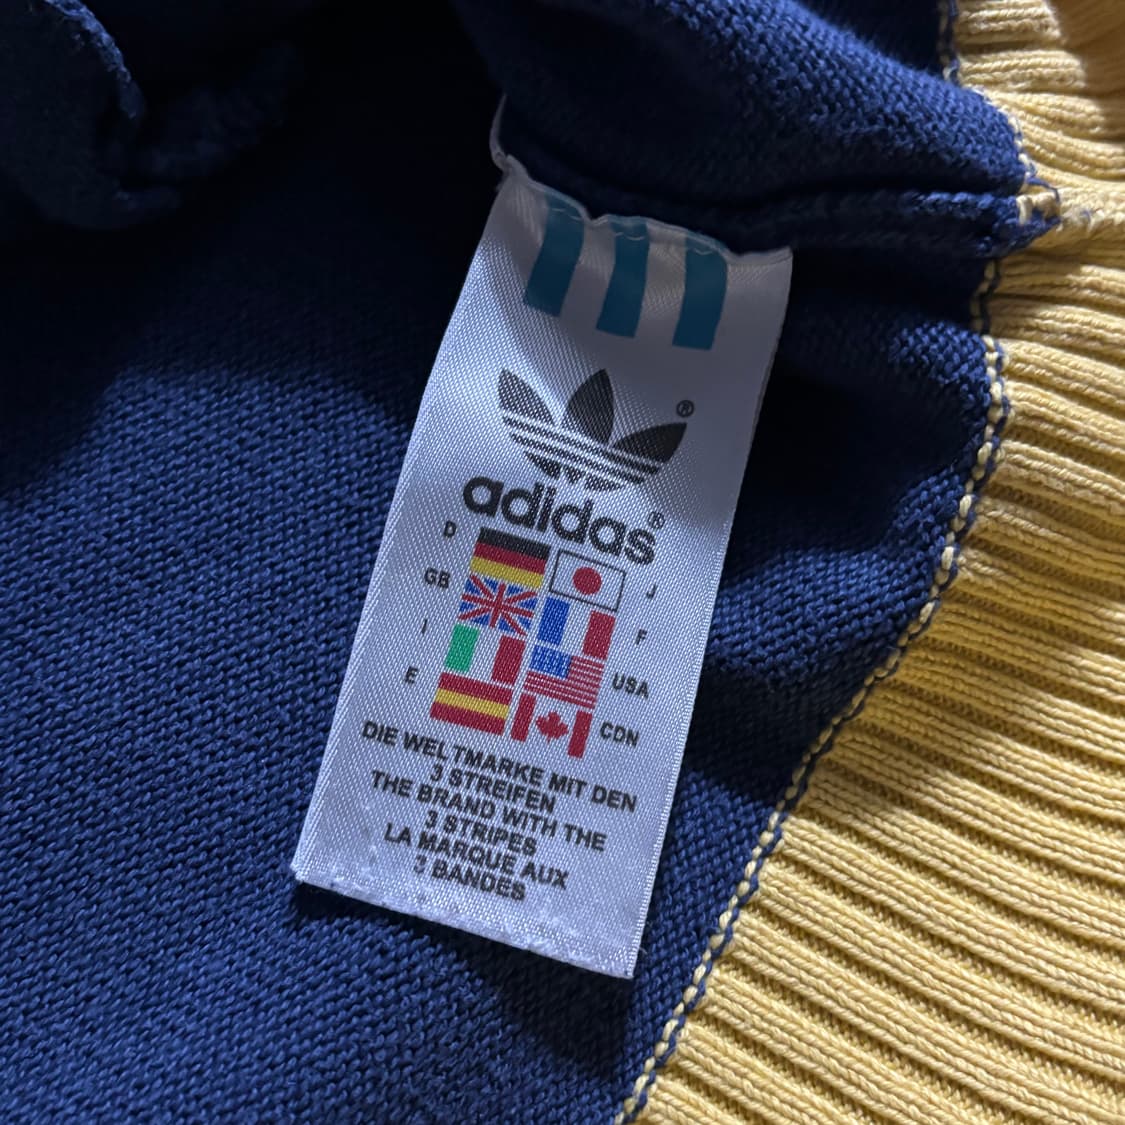 ®
adidas®
D
J
GB
F
I
USA
E
CDN
DIE WELTMARKE MIT DEN
3 STREIFEN
THE BRAND WITH THE
3 STRIPES
LA MARQUE AUX
3 BANDES